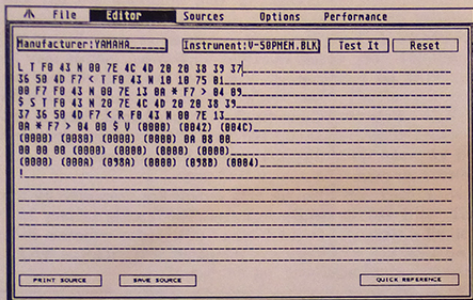 File Editor Sources Options Performance
Manufacturer:YAMAHA Instrument:V-50PMEM.BLK Test It Reset
L T F0 43 N 00 7E 4C 4D 20 20 38 39 37
36 50 4D F7 < T F0 43 N 10 10 75 01
00 F7 F0 43 N 00 7E 13 0A * F7 > 04 09
$ S T F0 43 N 20 7E 4C 4D 20 20 38 39
37 36 50 4D F7 < R F0 43 N 00 7E 13
0A * F7 > 04 00 $ V (0000) (0042) (004C)
(0000) (0000) (0000) (0000) 0A 08 00
00 00 00 (0000) (0000) (0000) (0000)
(0000) (000A) (098A) (0000) (098B) (0004)
!
PRINT SOURCE SAVE SOURCE QUICK REFERENCE